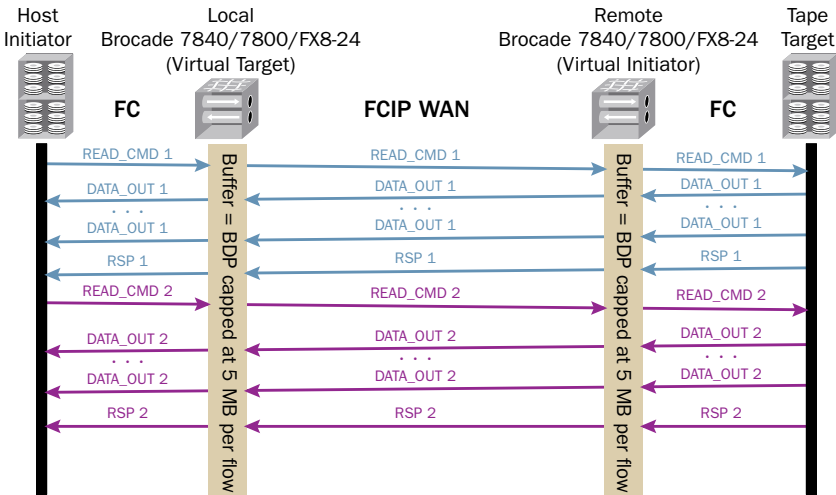 Host
Initiator
Local
Brocade 7840/7800/FX8-24
(Virtual Target)
Remote
Brocade 7840/7800/FX8-24
(Virtual Initiator)
Tape
Target
FC
FCIP WAN
FC
READ_CMD 1
READ_CMD 1
READ_CMD 1
DATA_OUT 1
DATA_OUT 1
DATA_OUT 1
. . .
. . .
. . .
DATA_OUT 1
DATA_OUT 1
DATA_OUT 1
RSP 1
RSP 1
RSP 1
READ_CMD 2
READ_CMD 2
READ_CMD 2
DATA_OUT 2
DATA_OUT 2
DATA_OUT 2
. . .
. . .
. . .
DATA_OUT 2
DATA_OUT 2
DATA_OUT 2
RSP 2
RSP 2
RSP 2
Buffer = BDP capped at 5 MB per flow
Buffer = BDP capped at 5 MB per flow